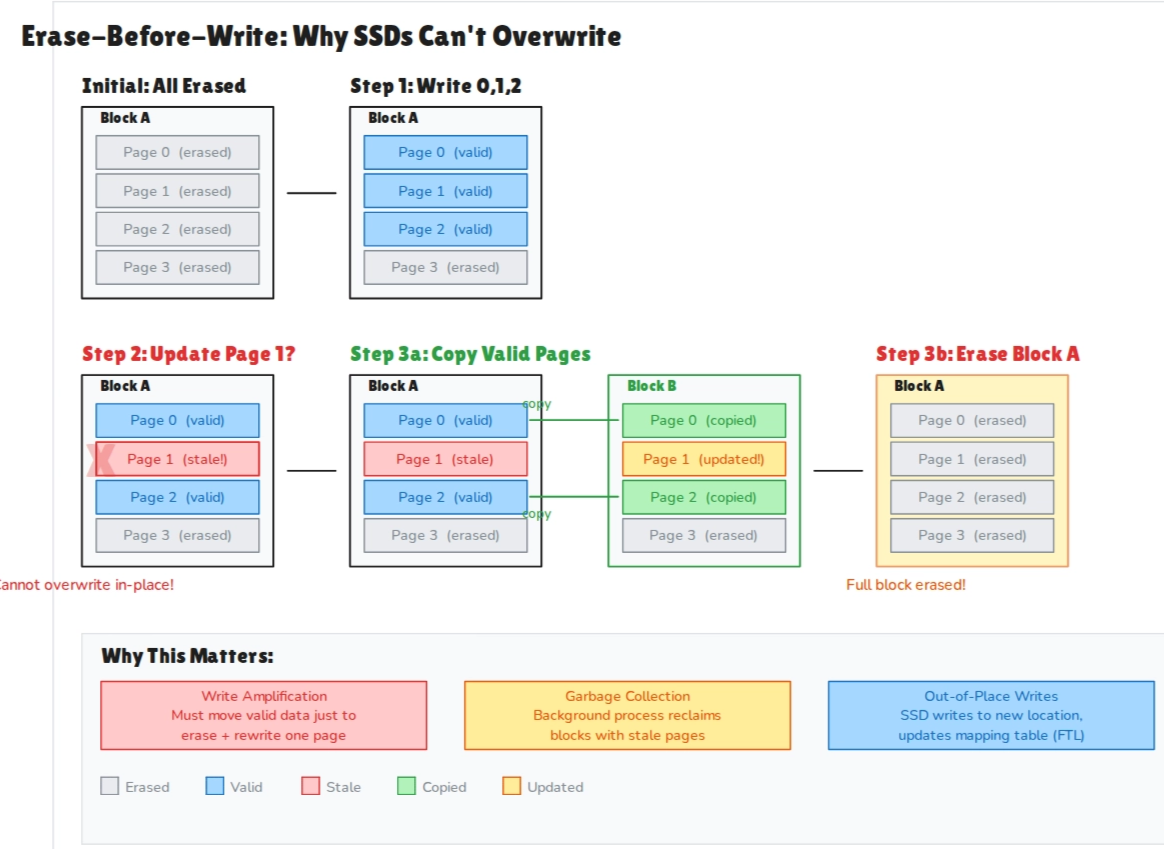 Erase-Before-Write: Why SSDs Can't Overwrite
Initial: All Erased
Block A
Page 0 (erased)
Page 1 (erased)
Page 2 (erased)
Page 3 (erased)
Step 1: Write 0,1,2
Block A
Page 0 (valid)
Page 1 (valid)
Page 2 (valid)
Page 3 (erased)
Step 2: Update Page 1?
Block A
Page 0 (valid)
X
Page 1 (stale!)
Page 2 (valid)
Page 3 (erased)
Cannot overwrite in-place!
Step 3a: Copy Valid Pages
Block A
Page 0 (valid)
Page 1 (stale)
Page 2 (valid)
Page 3 (erased)
copy
copy
Block B
Page 0 (copied)
Page 1 (updated!)
Page 2 (copied)
Page 3 (erased)
Step 3b: Erase Block A
Block A
Page 0 (erased)
Page 1 (erased)
Page 2 (erased)
Page 3 (erased)
Full block erased!
Why This Matters:
Write Amplification
Must move valid data just to
erase + rewrite one page
Garbage Collection
Background process reclaims
blocks with stale pages
Out-of-Place Writes
SSD writes to new location,
updates mapping table (FTL)
Erased
Valid
Stale
Copied
Updated